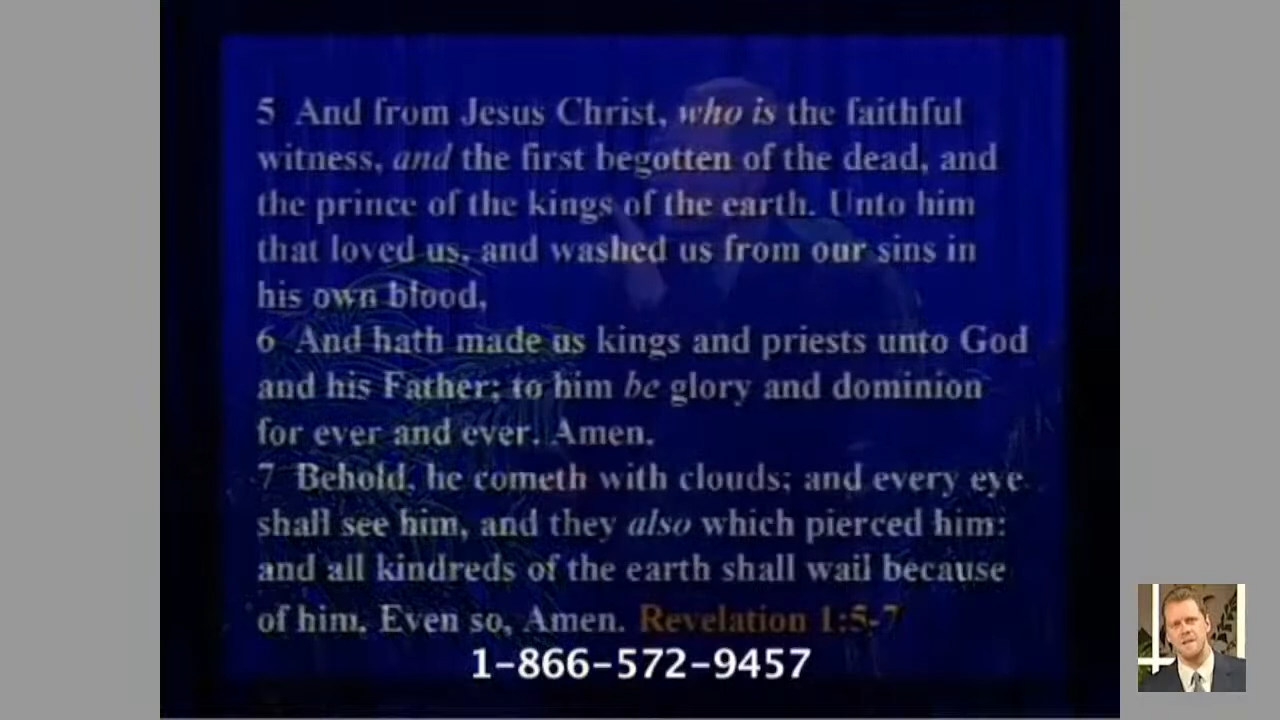 5 And from Jesus Christ, who is the faithful
witness, and the first begotten of the dead, and
the prince of the kings of the earth. Unto him
that loved us, and washed us from our sins in
his own blood,
6 And hath made us kings and priests unto God
and his Father; to him be glory and dominion
for ever and ever. Amen.
7 Behold, he cometh with clouds; and every eye
shall see him, and they also which pierced him:
and all kindreds of the earth shall wail because
of him. Even so, Amen. Revelation 1:5-7
1-866-572-9457